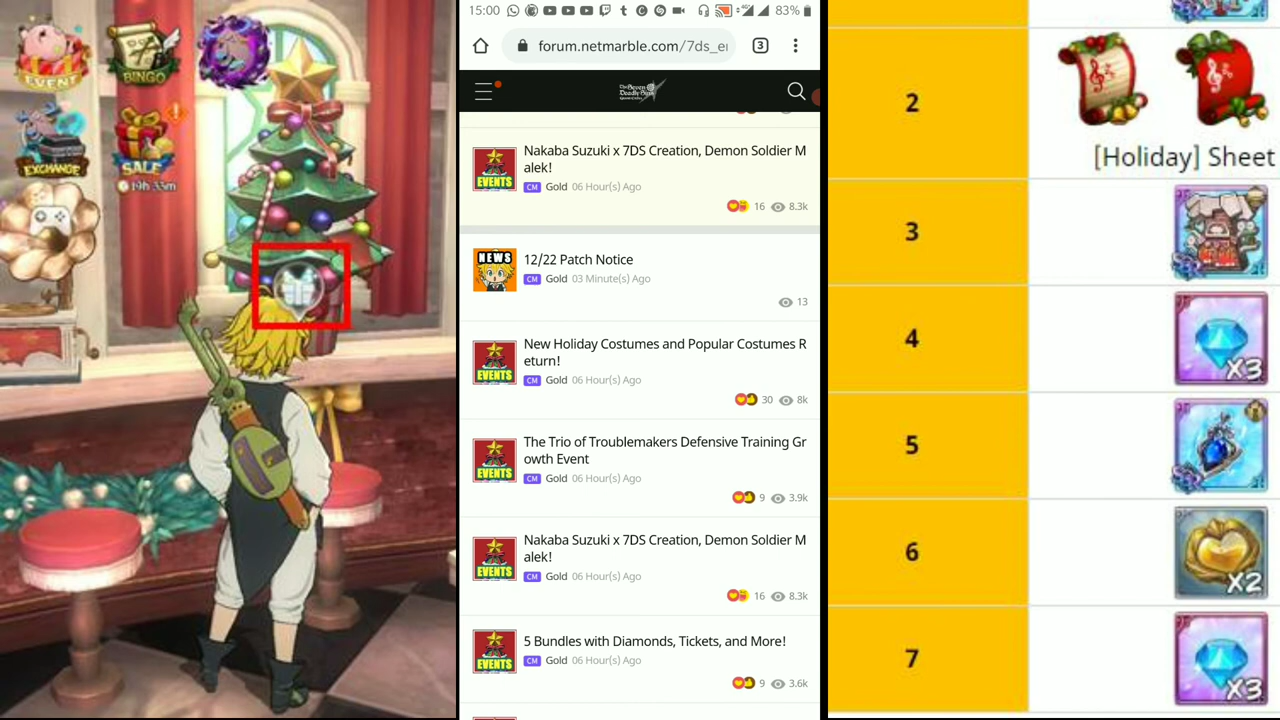 EVENT
BINGO
EXCHANGE
SALE
19h 33m
15:00
4G
83%
forum.netmarble.com/7ds_e
3
The Seven
Deadly Sins
Nakaba Suzuki x 7DS Creation, Demon Soldier M
alek!
CM Gold 06 Hour(s) Ago
16 8.3k
NEWS
12/22 Patch Notice
CM Gold 03 Minute(s) Ago
13
EVENTS
New Holiday Costumes and Popular Costumes R
eturn!
CM Gold 06 Hour(s) Ago
30 8k
EVENTS
The Trio of Troublemakers Defensive Training Gr
owth Event
CM Gold 06 Hour(s) Ago
9 3.9k
EVENTS
Nakaba Suzuki x 7DS Creation, Demon Soldier M
alek!
CM Gold 06 Hour(s) Ago
16 8.3k
EVENTS
5 Bundles with Diamonds, Tickets, and More!
CM Gold 06 Hour(s) Ago
9 3.6k
EVENTS
2
[Holiday] Sheet
3
4
X3
5
6
X2
7
X3